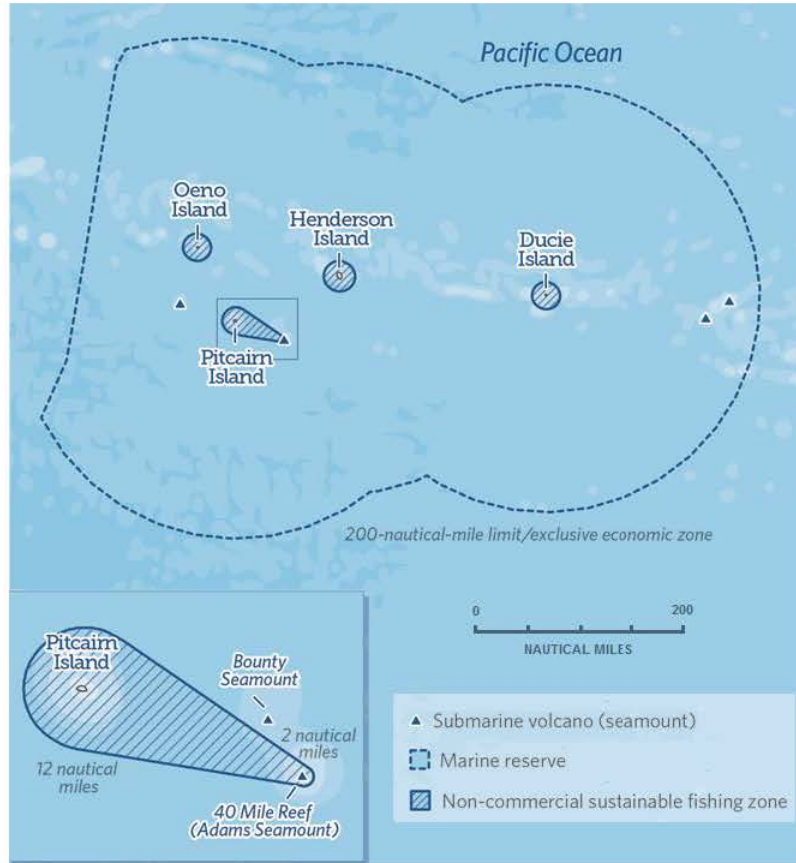 Pacific Ocean
Oeno
Island
Henderson
Island
Ducie
Island
Pitcairn
Island
200-nautical-mile limit/exclusive economic zone
0
200
NAUTICAL MILES
Pitcairn
Island
Bounty
Seamount
2 nautical
miles
12 nautical
miles
40 Mile Reef
(Adams Seamount)
Submarine volcano (seamount)
Marine reserve
Non-commercial sustainable fishing zone